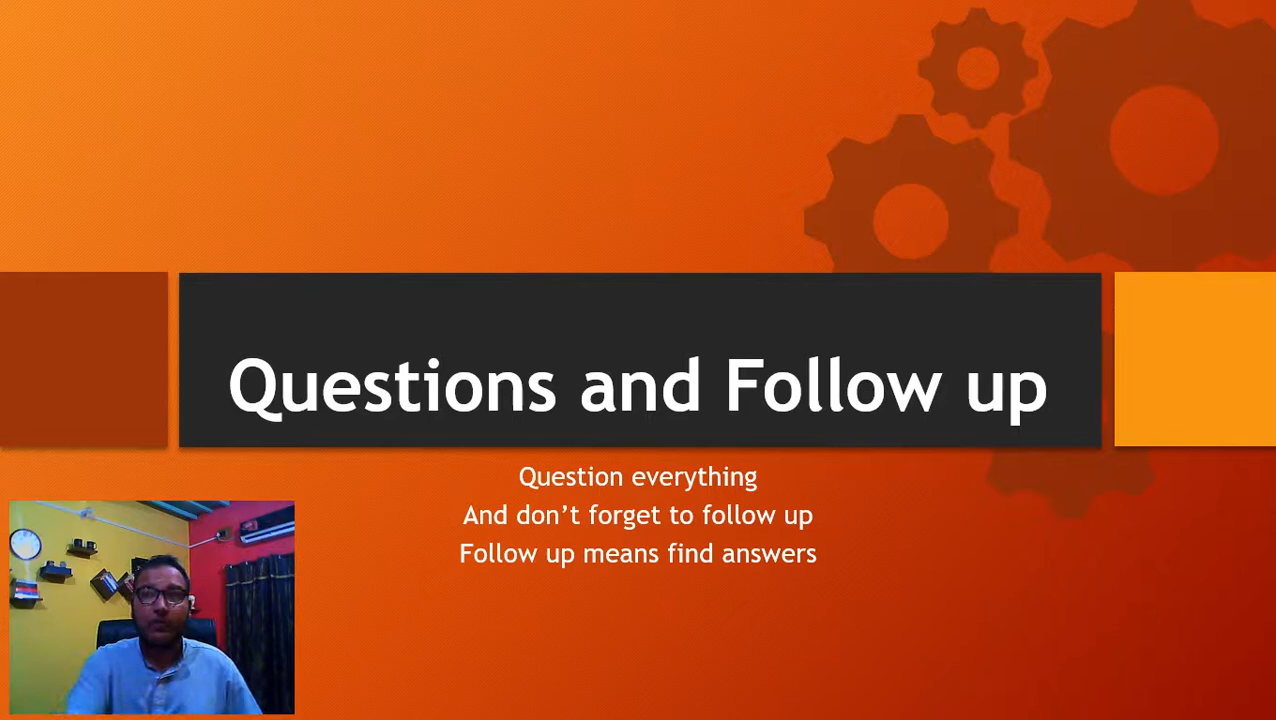 Questions and Follow up
Question everything
And don’t forget to follow up
Follow up means find answers